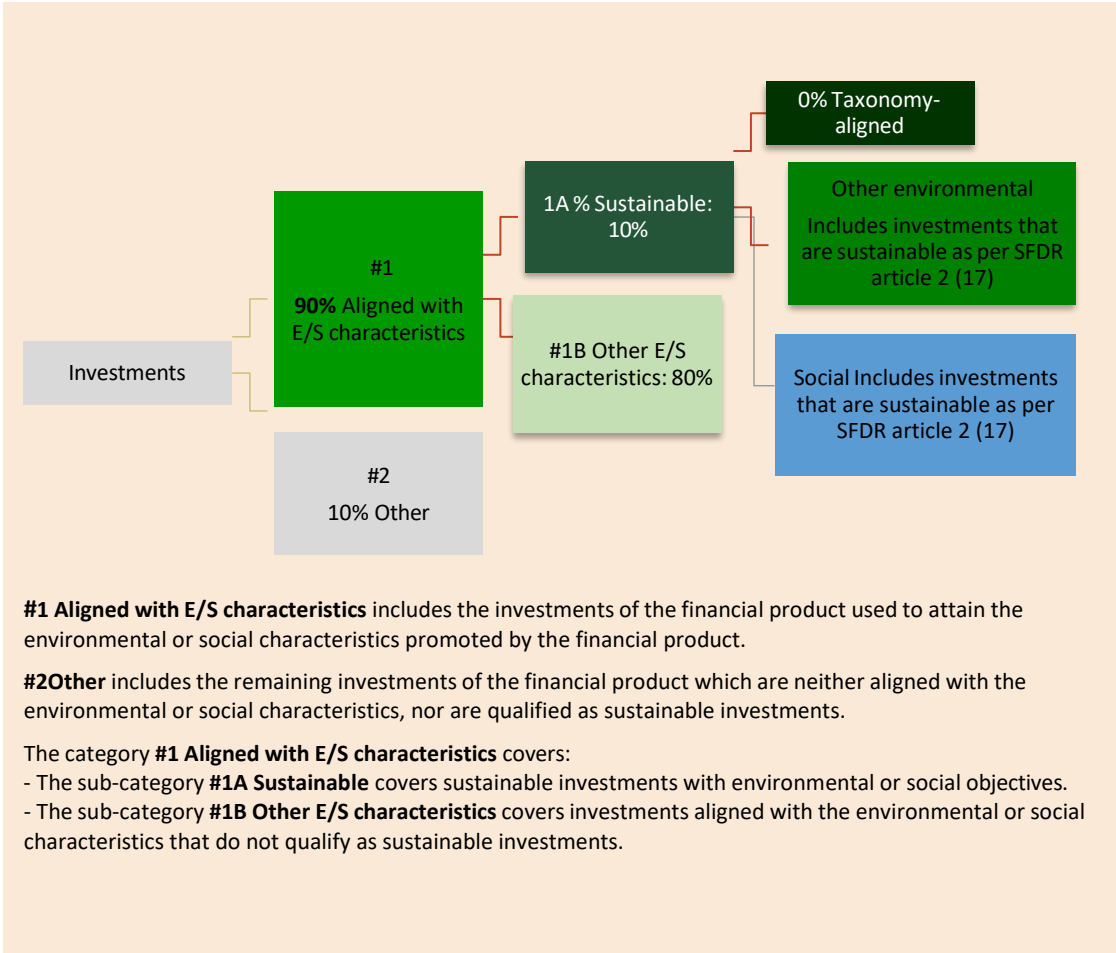 0% Taxonomy-
aligned
Other environmental
Includes investments that
are sustainable as per SFDR
article 2 (17)
1A % Sustainable:
10%
#1
90% Aligned with
E/S characteristics
#1B Other E/S
characteristics: 80%
Investments
Social Includes investments
that are sustainable as per
SFDR article 2 (17)
#2
10% Other
#1 Aligned with E/S characteristics includes the investments of the financial product used to attain the
environmental or social characteristics promoted by the financial product.
#2Other includes the remaining investments of the financial product which are neither aligned with the
environmental or social characteristics, nor are qualified as sustainable investments.
The category #1 Aligned with E/S characteristics covers:
- The sub-category #1A Sustainable covers sustainable investments with environmental or social objectives.
- The sub-category #1B Other E/S characteristics covers investments aligned with the environmental or social
characteristics that do not qualify as sustainable investments.